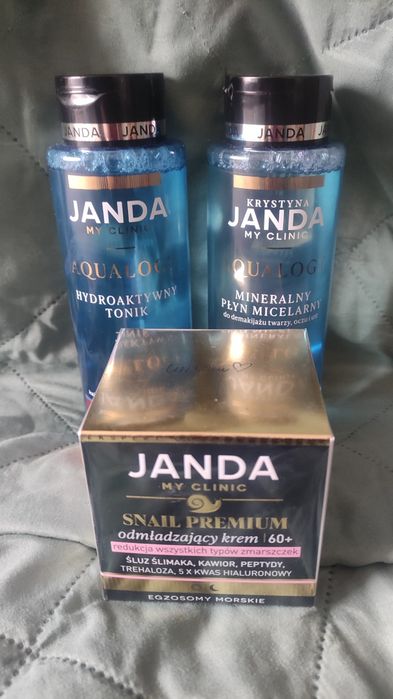 JANDA JANDA
JANDA
MY CLINIC
AQUALOG
HYDROAKTYWNY
TONIK
JANDA JAN
KRYSTYNA
JANDA
MY CLINIC
QUALOG
MINERALNY
PŁYN MICELARNY
do demakijażu twarzy, oczu i ust
JANDA
MY CLINIC
SNAIL PREMIUM
odmładzający krem | 60+
redukcja wszystkich typów zmarszczek
ŚLUZ ŚLIMAKA, KAWIOR, PEPTYDY,
TREHALOZA, 5 X KWAS HIALURONOWY
EGZOSOMY MORSKIE